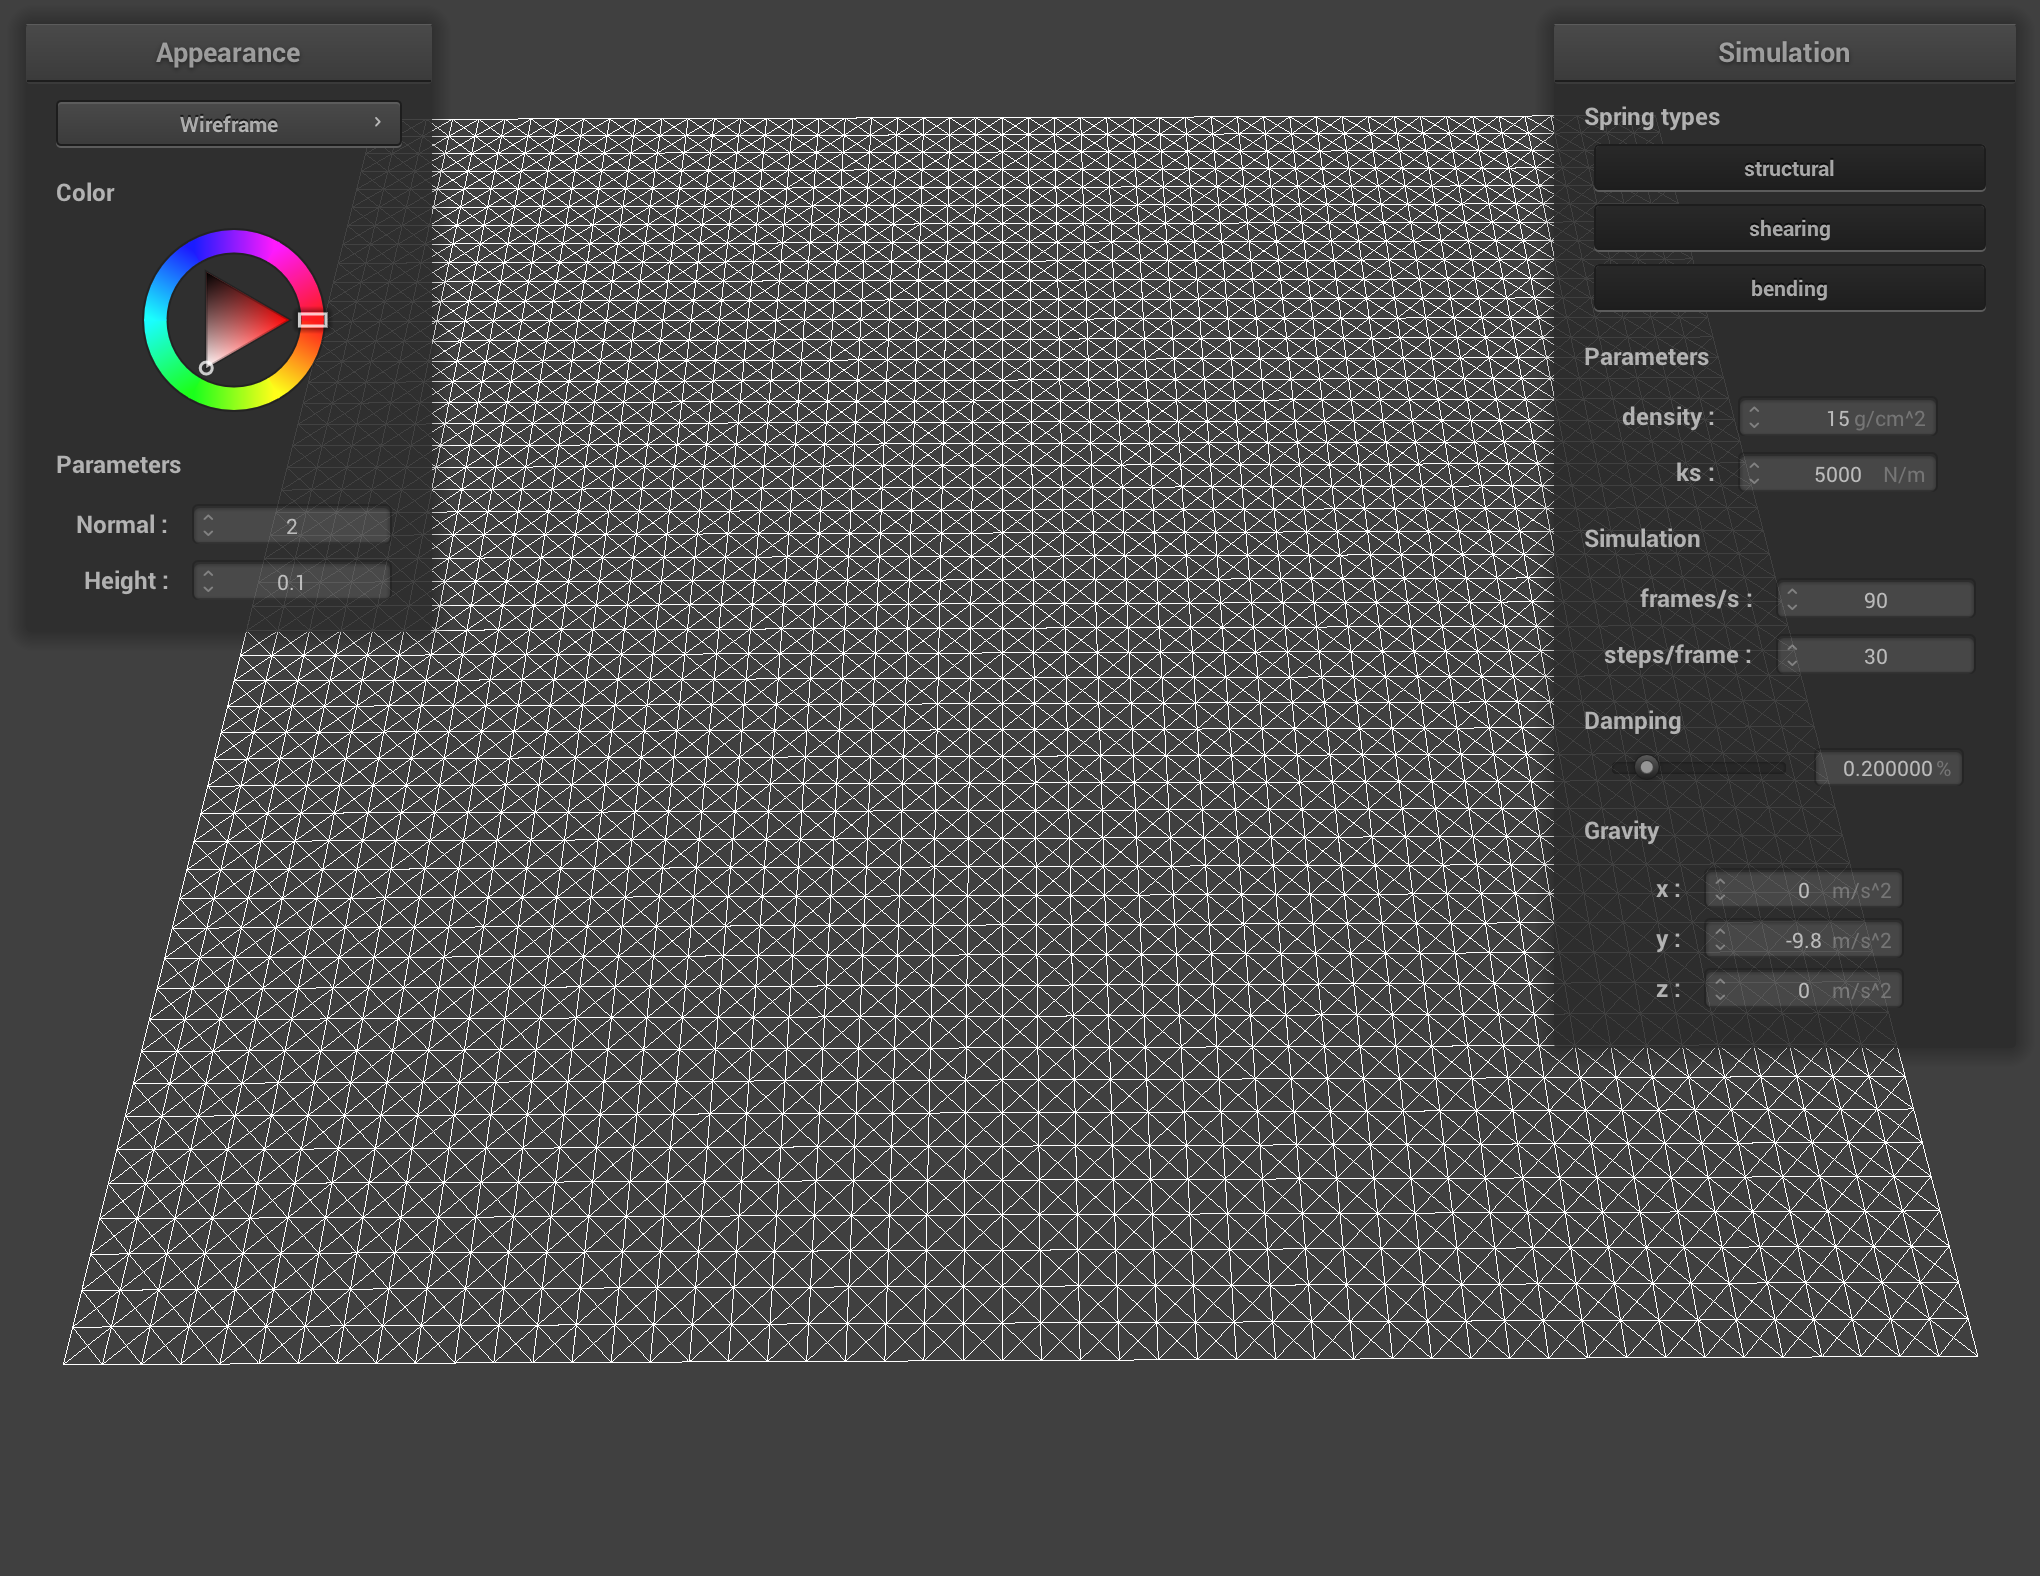 Appearance
Wireframe
Color
Parameters
Normal : 2
Height : 0.1
Simulation
Spring types
structural
shearing
bending
Parameters
density : 15 g/cm^2
ks : 5000 N/m
Simulation
frames/s : 90
steps/frame : 30
Damping
0.200000 %
Gravity
x : 0 m/s^2
y : -9.8 m/s^2
z : 0 m/s^2